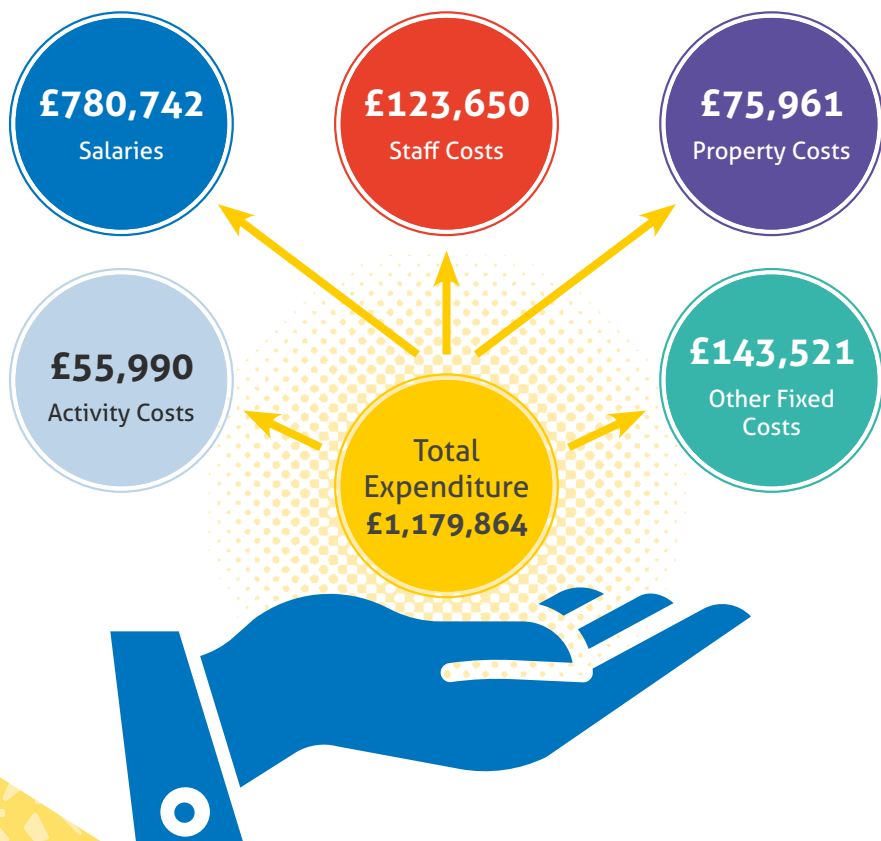 £780,742
Salaries
£123,650
Staff Costs
£75,961
Property Costs
£55,990
Activity Costs
£143,521
Other Fixed
Costs
Total
Expenditure
£1,179,864